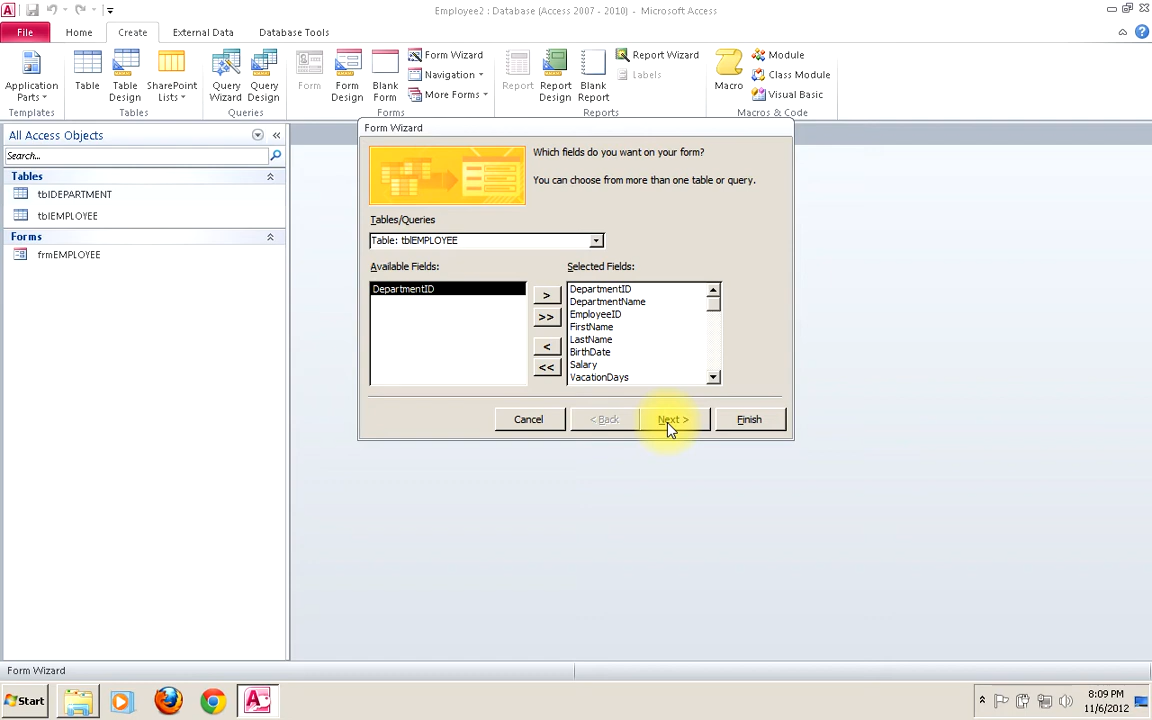 Employee2 : Database (Access 2007 - 2010) - Microsoft Access
File Home Create External Data Database Tools
Application Parts
Table
Table Design
SharePoint Lists
Query Wizard
Query Design
Form
Form Design
Blank Form
Form Wizard
Navigation
More Forms
Report
Report Design
Blank Report
Report Wizard
Labels
Macro
Module
Class Module
Visual Basic
Templates Tables Queries Forms Reports Macros & Code
All Access Objects
Search...
Tables
tblDEPARTMENT
tblEMPLOYEE
Forms
frmEMPLOYEE
Form Wizard
Which fields do you want on your form?
You can choose from more than one table or query.
Tables/Queries
Table: tblEMPLOYEE
Available Fields:
DepartmentID
> 
>>
<
<<
Selected Fields:
DepartmentID
DepartmentName
EmployeeID
FirstName
LastName
BirthDate
Salary
VacationDays
Cancel < Back Next > Finish
Form Wizard
Start
8:09 PM
11/6/2012